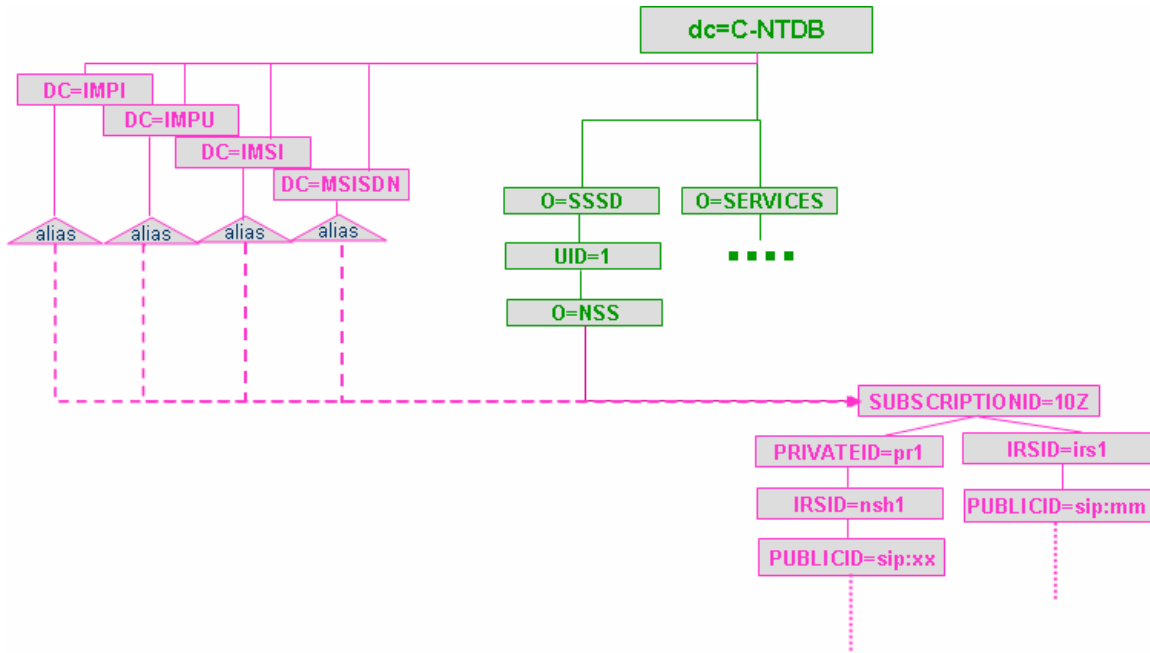 dc=C-NTDB
DC=IMPI
DC=IMPU
DC=IMSI
DC=MSISDN
O=SSSD
O=SERVICES
alias
alias
alias
alias
UID=1
O=NSS
SUBSCRIPTIONID=10Z
PRIVATEID=pr1
IRSID=irs1
IRSID=nsh1
PUBLICID=sip:mm
PUBLICID=sip:xx